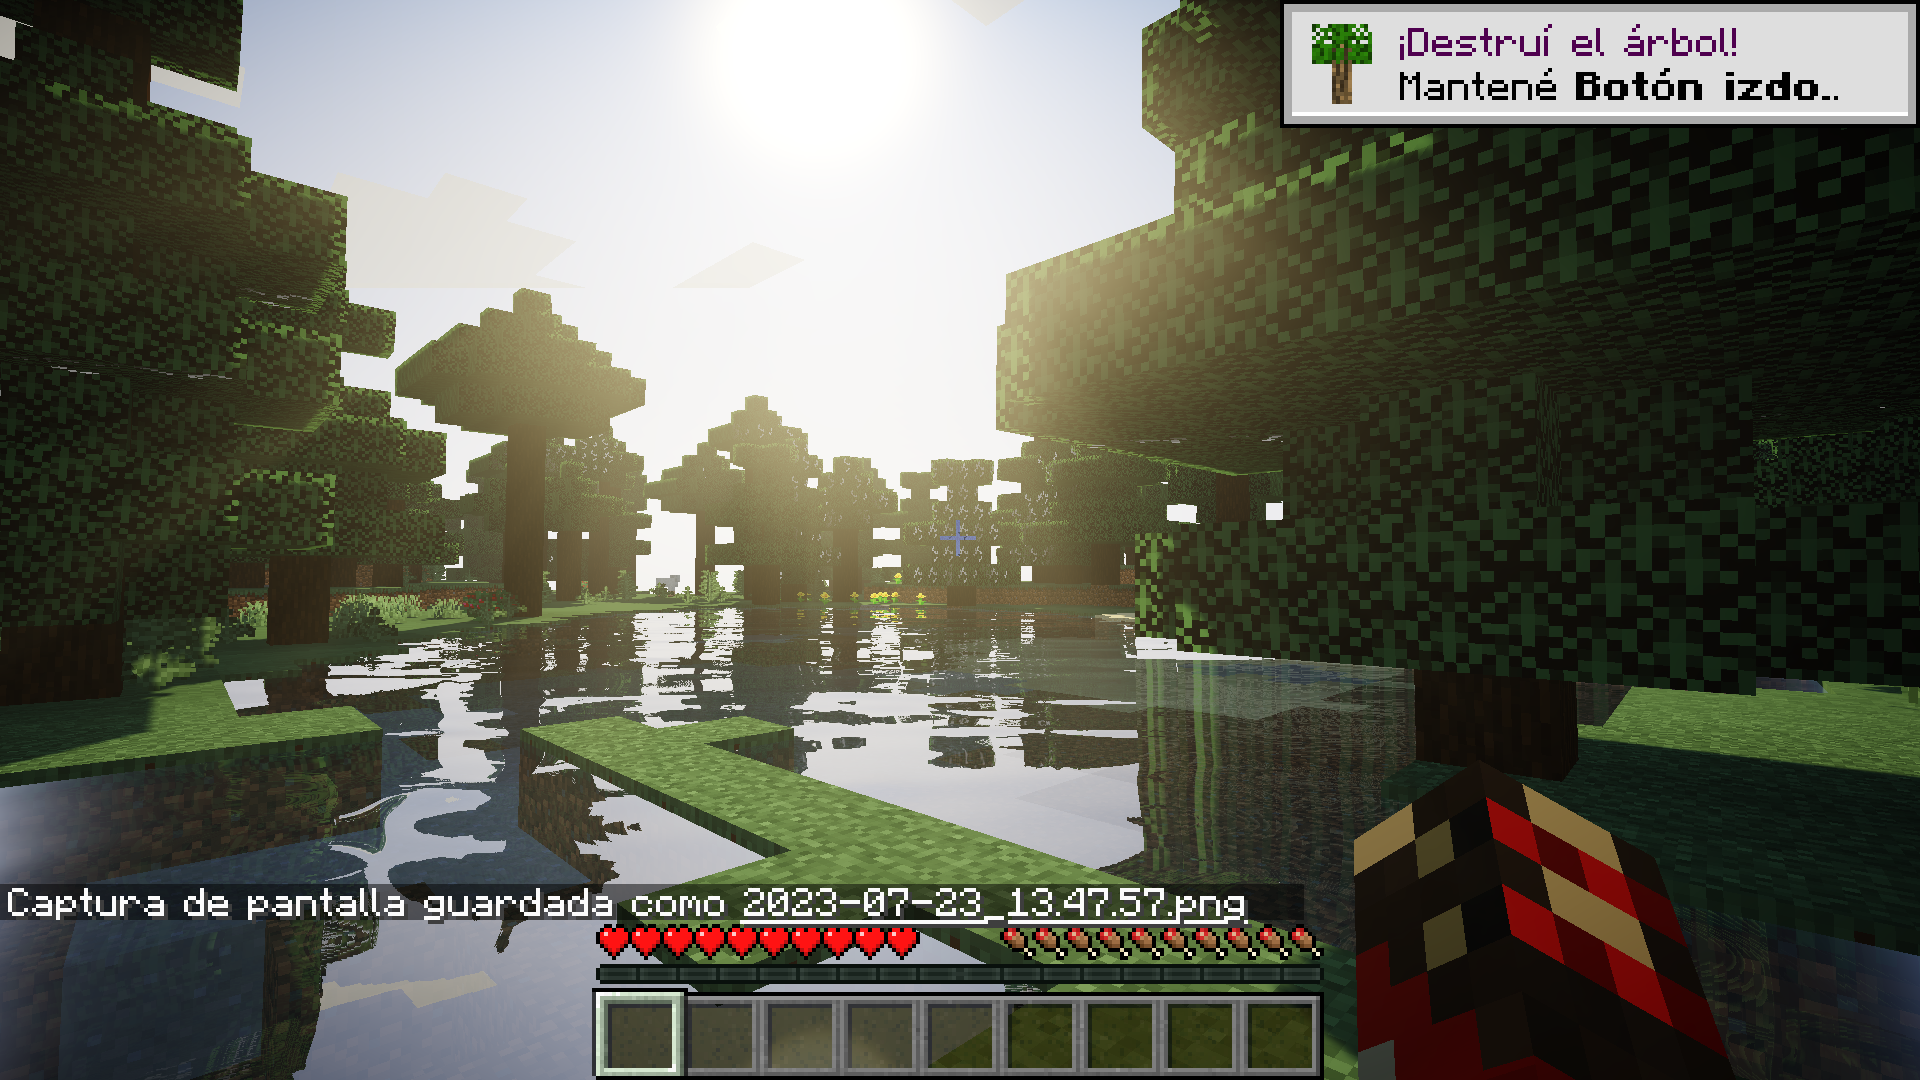 ¡Destruí el árbol!
Mantené Botón izdo..
Captura de pantalla guardada como 2023-07-23_13.47.57.png